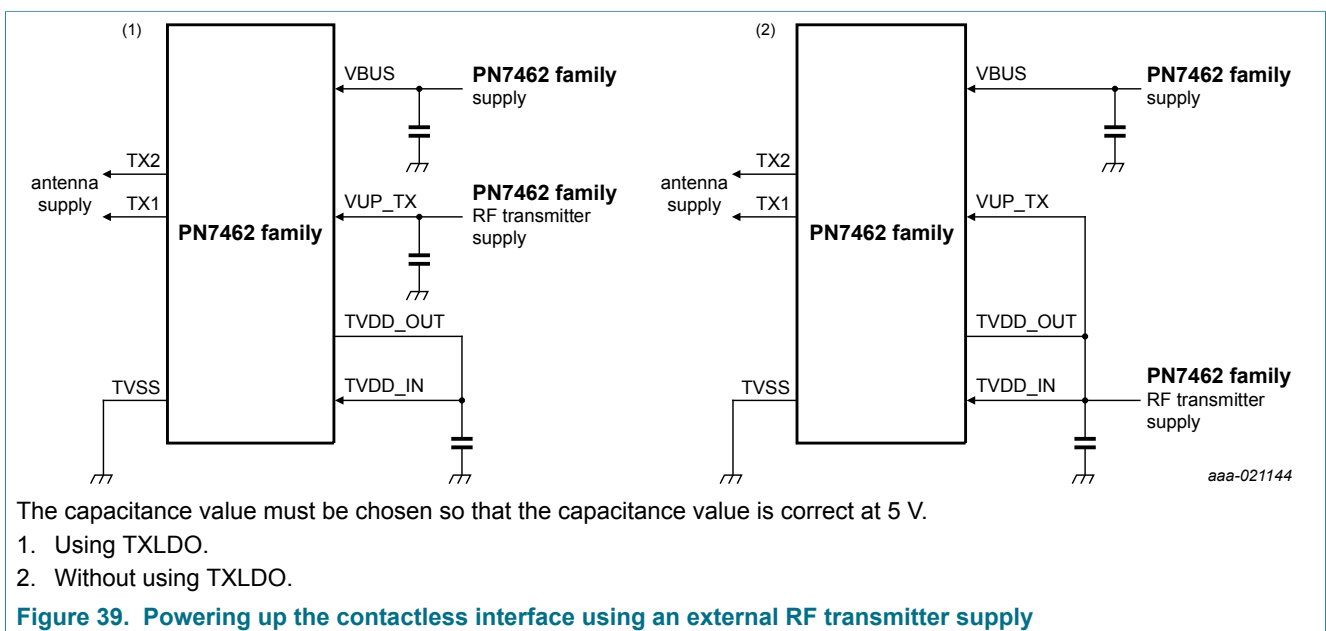 (1)
VBUS
PN7462 family
supply
TX2
antenna
supply
TX1
VUP_TX
PN7462 family
RF transmitter
supply
PN7462 family
TVDD_OUT
TVSS
TVDD_IN
(2)
VBUS
PN7462 family
supply
TX2
antenna
supply
TX1
VUP_TX
PN7462 family
TVDD_OUT
TVSS
TVDD_IN
PN7462 family
RF transmitter
supply
aaa-021144
The capacitance value must be chosen so that the capacitance value is correct at 5 V.
1. Using TXLDO.
2. Without using TXLDO.
Figure 39. Powering up the contactless interface using an external RF transmitter supply